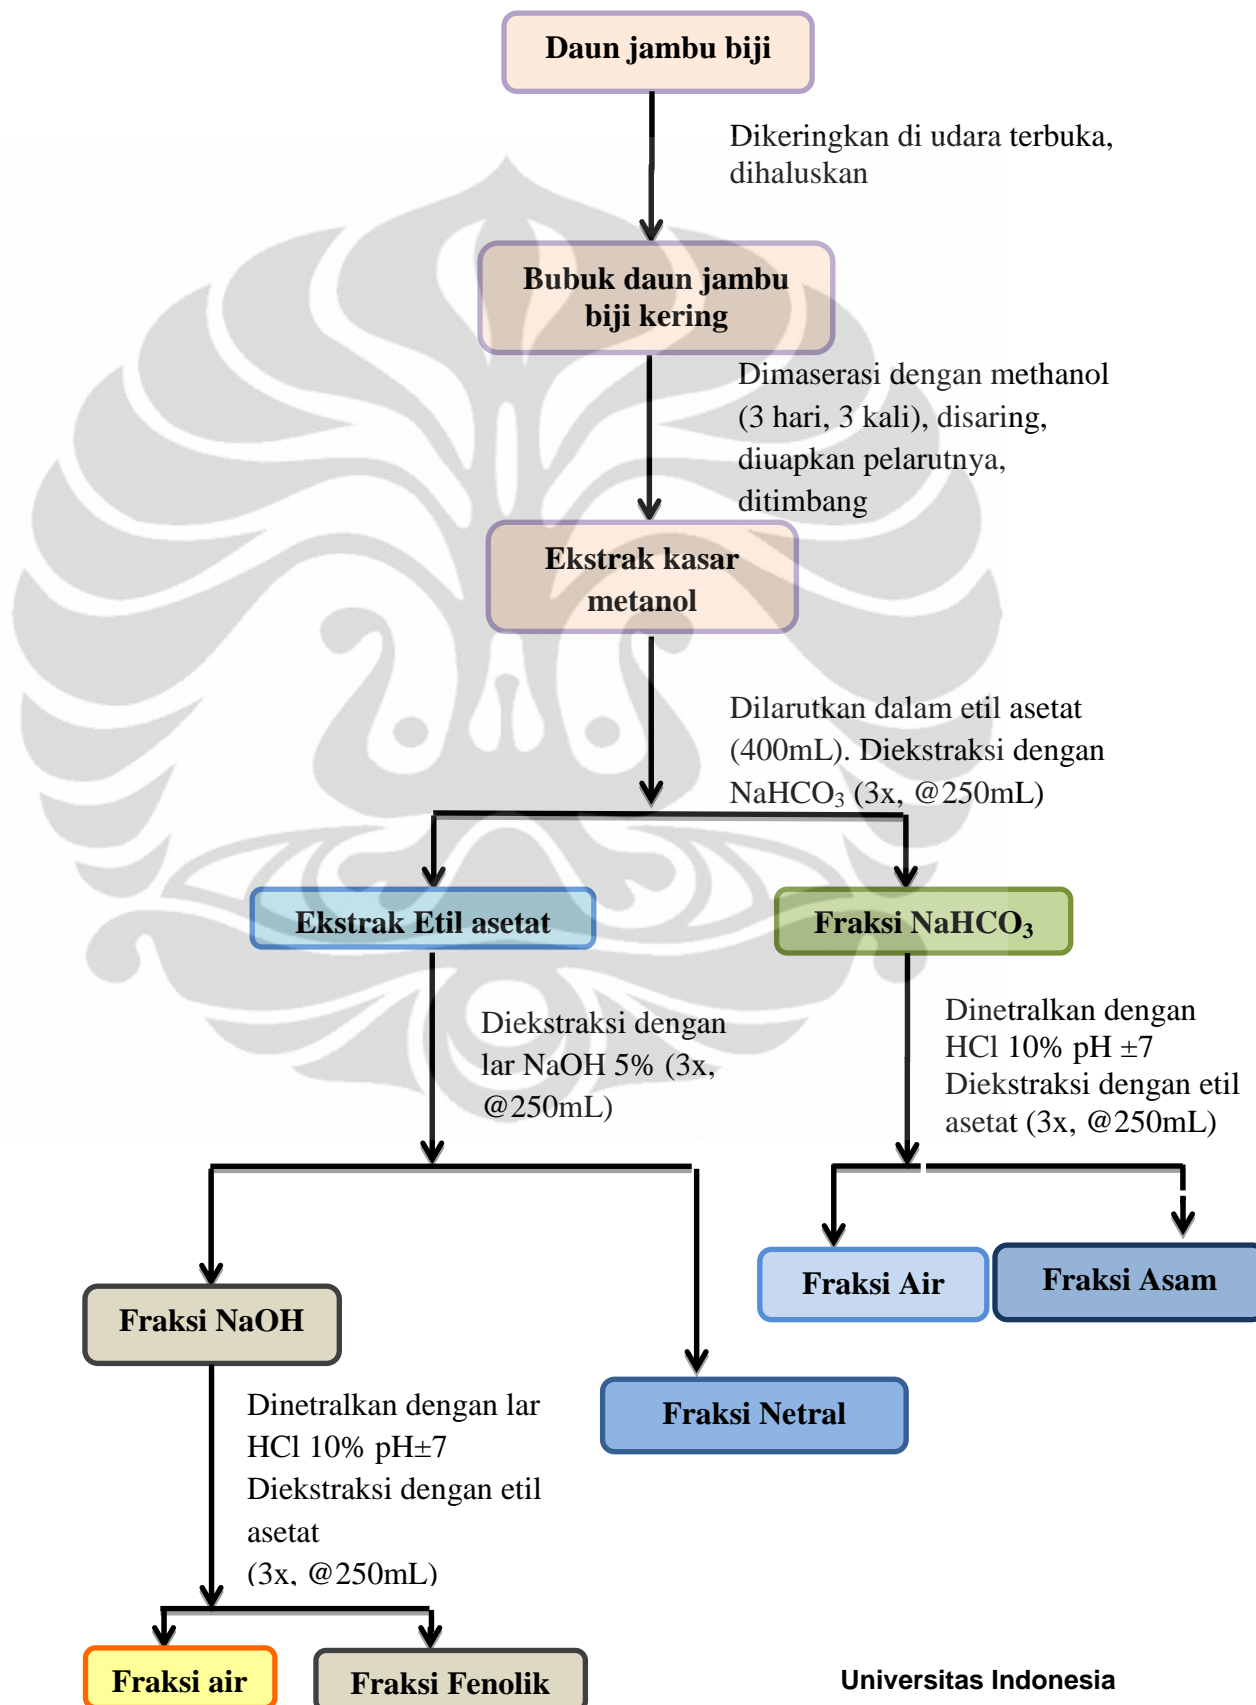 Daun jambu biji
Dikeringkan di udara terbuka,
dihaluskan
Bubuk daun jambu
biji kering
Dimaserasi dengan methanol
(3 hari, 3 kali), disaring,
diuapkan pelarutnya,
ditimbang
Ekstrak kasar
metanol
Dilarutkan dalam etil asetat
(400mL). Diekstraksi dengan
NaHCO₃ (3x, @250mL)
Ekstrak Etil asetat
Fraksi NaHCO₃
Diekstraksi dengan
lar NaOH 5% (3x,
@250mL)
Dinetralkan dengan
HCl 10% pH ±7
Diekstraksi dengan etil
asetat (3x, @250mL)
Fraksi Air
Fraksi Asam
Fraksi NaOH
Fraksi Netral
Dinetralkan dengan lar
HCl 10% pH±7
Diekstraksi dengan etil
asetat
(3x, @250mL)
Fraksi air
Fraksi Fenolik
Universitas Indonesia